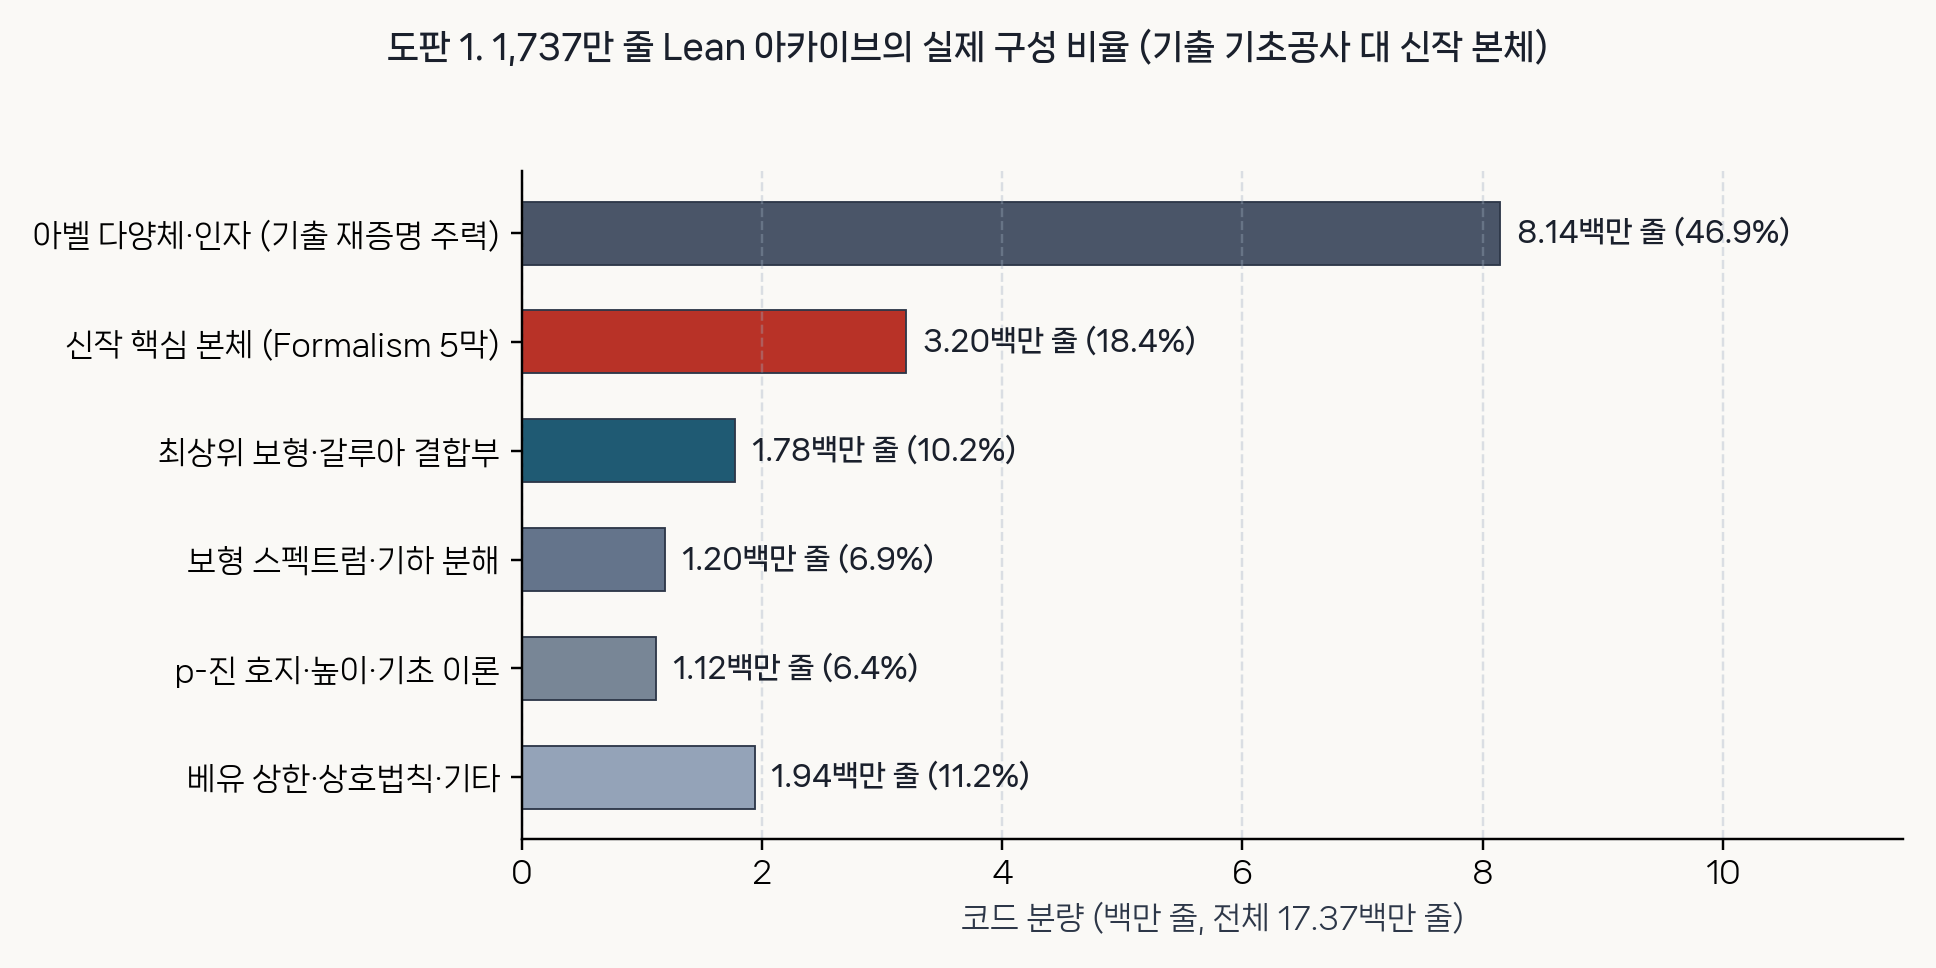 도판 1. 1,737만 줄 Lean 아카이브의 실제 구성 비율 (기출 기초공사 대 신작 본체)
아벨 다양체·인자 (기출 재증명 주력)
8.14백만 줄 (46.9%)
신작 핵심 본체 (Formalism 5막)
3.20백만 줄 (18.4%)
최상위 보형·갈루아 결합부
1.78백만 줄 (10.2%)
보형 스펙트럼·기하 분해
1.20백만 줄 (6.9%)
p-진 호지·높이·기초 이론
1.12백만 줄 (6.4%)
베유 상한·상호법칙·기타
1.94백만 줄 (11.2%)
0 2 4 6 8 10
코드 분량 (백만 줄, 전체 17.37백만 줄)